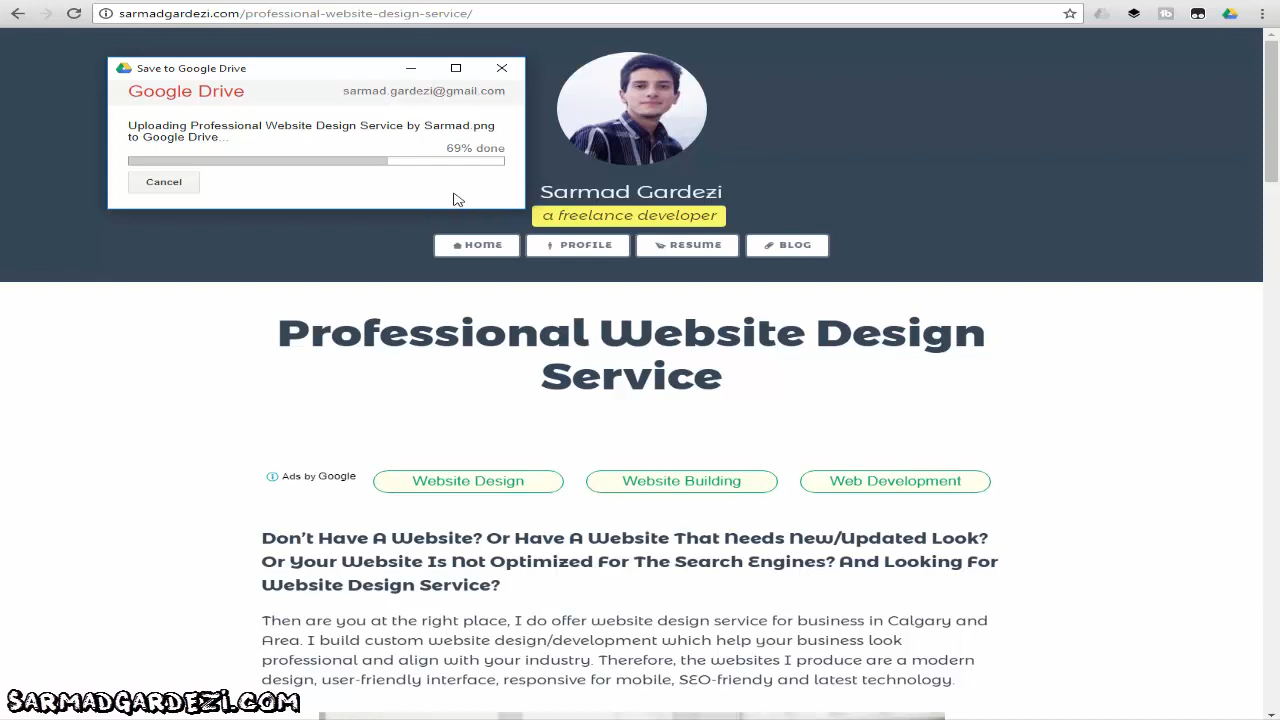 sarmadgardezi.com/professional-website-design-service/
Save to Google Drive
Google Drive
sarmad.gardezi@gmail.com
Uploading Professional Website Design Service by Sarmad.png
to Google Drive...
69% done
Cancel
Sarmad Gardezi
a freelance developer
HOME PROFILE RESUME BLOG
Professional Website Design
Service
Ads by Google Website Design Website Building Web Development
Don't Have A Website? Or Have A Website That Needs New/Updated Look?
Or Your Website Is Not Optimized For The Search Engines? And Looking For
Website Design Service?
Then are you at the right place, I do offer website design service for business in Calgary and
Area. I build custom website design/development which help your business look
professional and align with your industry. Therefore, the websites I produce are a modern
design, user-friendly interface, responsive for mobile, SEO-friendy and latest technology.
SARMADGARDEZI.COM